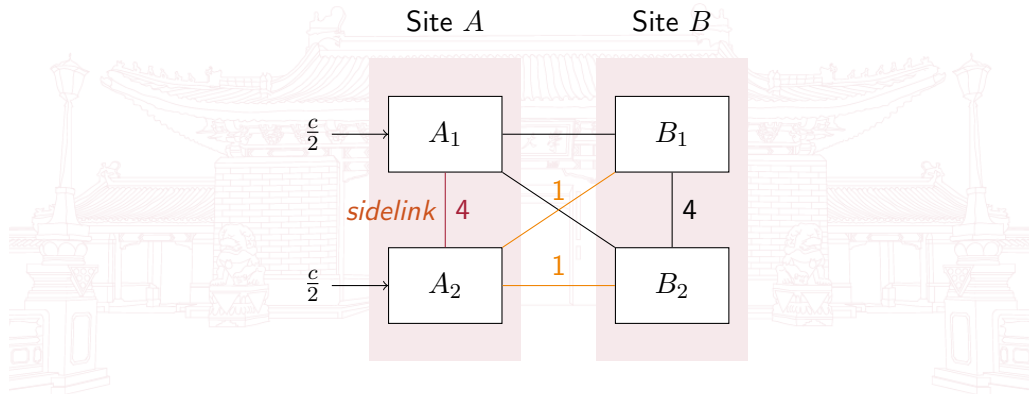 Site A Site B
c/2 A₁ B₁
1
sidelink 4 4
1
c/2 A₂ B₂